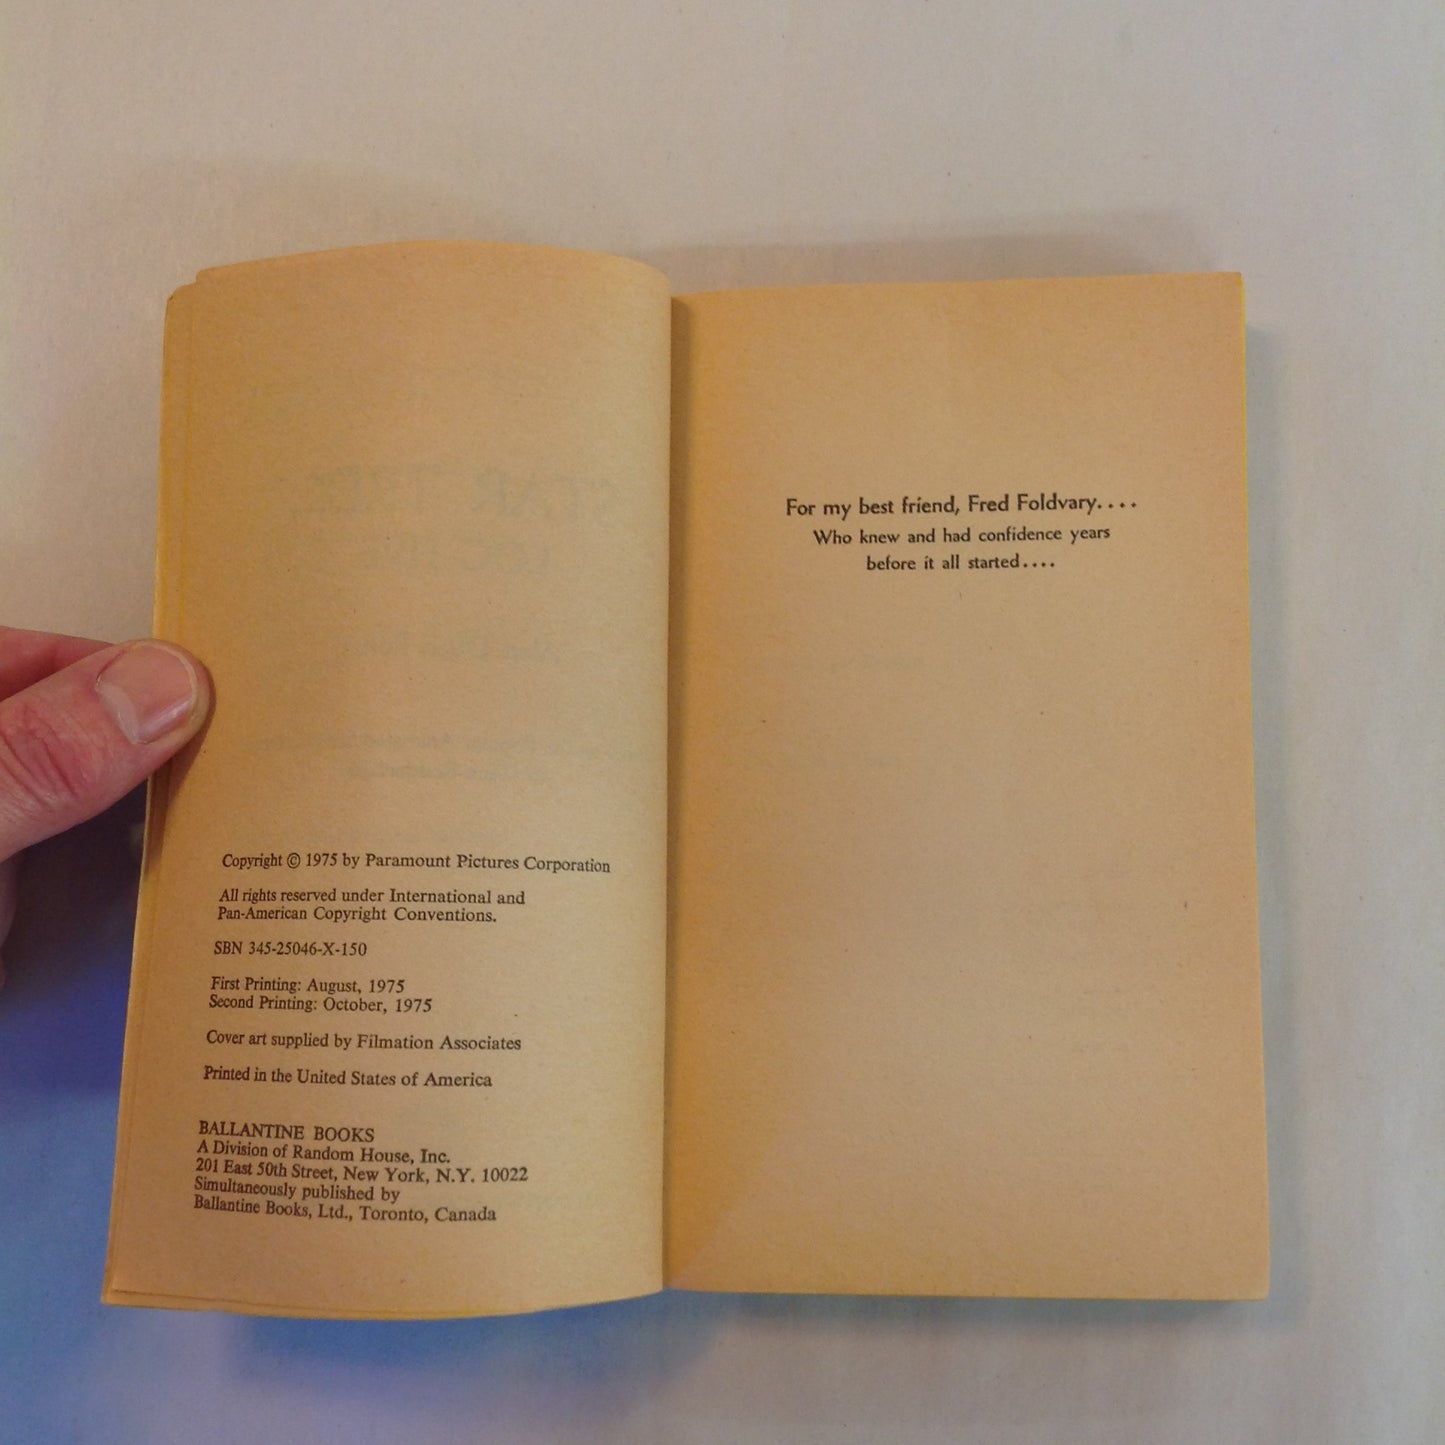 Copyright © 1975 by Paramount Pictures Corporation
All rights reserved under International and
Pan-American Copyright Conventions.
SBN 345-25046-X-150
First Printing: August, 1975
Second Printing: October, 1975
Cover art supplied by Filmation Associates
Printed in the United States of America
BALLANTINE BOOKS
A Division of Random House, Inc.
201 East 50th Street, New York, N.Y. 10022
Simultaneously published by
Ballantine Books, Ltd., Toronto, Canada
For my best friend, Fred Foldvary....
Who knew and had confidence years
before it all started....